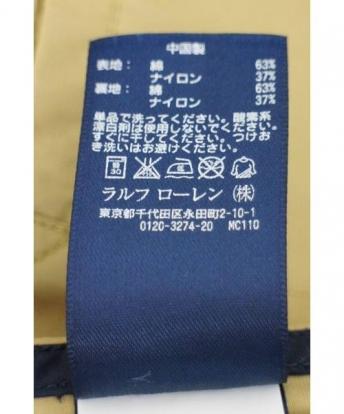 中国製
表地: 綿 63%
ナイロン 37%
裏地: 綿 63%
ナイロン 37%
単品で洗ってください。酸素系
漂白剤は使用しないでください。
すぐに干してください。つけお
き洗いはお避けください。
ラルフ ローレン (株)
東京都千代田区永田町2-10-1
0120-3274-20 MC110